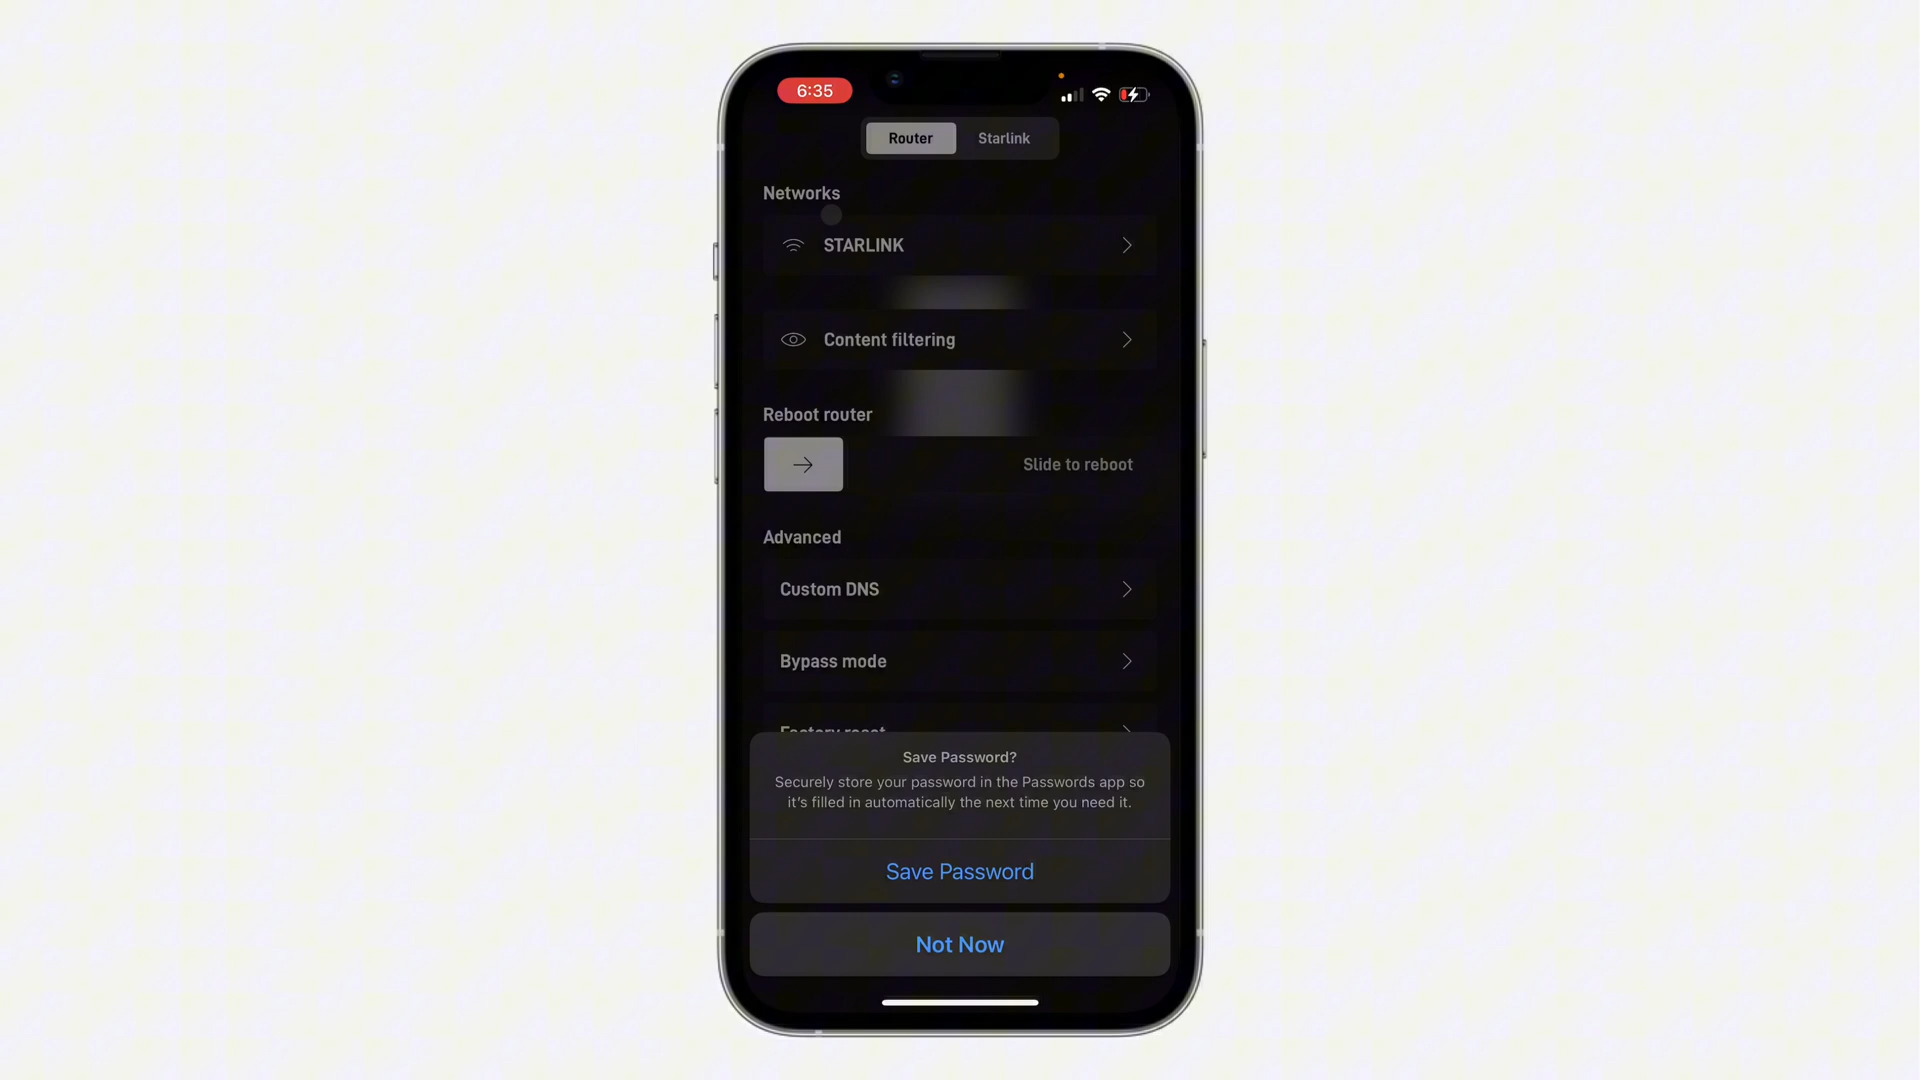 6:35
Router
Starlink
Networks
STARLINK
Content filtering
Reboot router
Slide to reboot
Advanced
Custom DNS
Bypass mode
Factory reset
Save Password?
Securely store your password in the Passwords app so
it's filled in automatically the next time you need it.
Save Password
Not Now